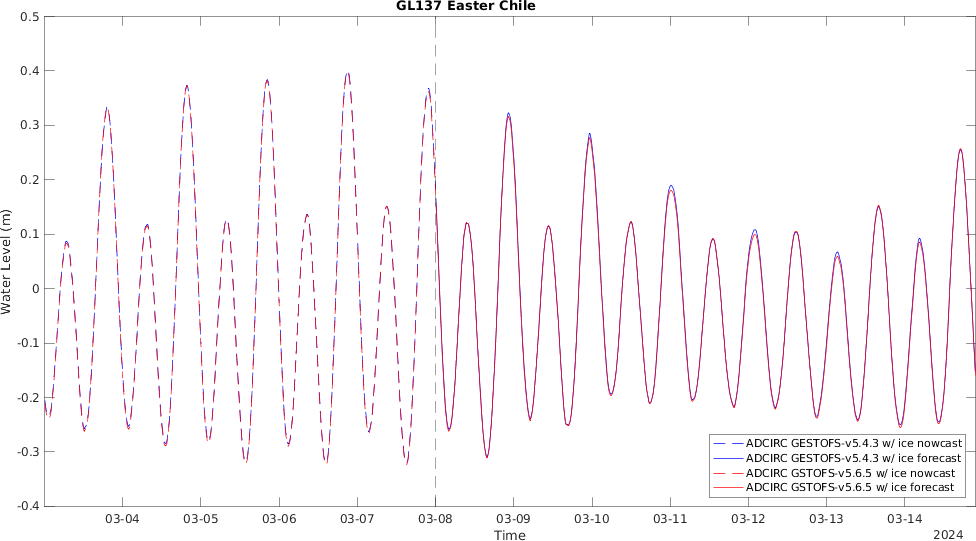 GL137 Easter Chile
0.5
0.4
0.3
0.2
0.1
0
-0.1
-0.2
-0.3
-0.4
Water Level (m)
ADCIRC GESTOFS-v5.4.3 w/ ice nowcast
ADCIRC GESTOFS-v5.4.3 w/ ice forecast
ADCIRC GSTOFS-v5.6.5 w/ ice nowcast
ADCIRC GSTOFS-v5.6.5 w/ ice forecast
03-04 03-05 03-06 03-07 03-08 03-09 03-10 03-11 03-12 03-13 03-14
Time
2024